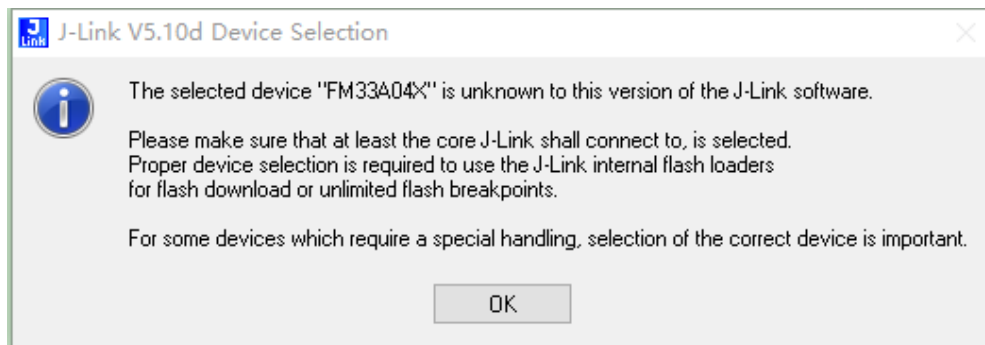 J Link
J-Link V5.10d Device Selection
The selected device "FM33A04X" is unknown to this version of the J-Link software.
Please make sure that at least the core J-Link shall connect to, is selected.
Proper device selection is required to use the J-Link internal flash loaders
for flash download or unlimited flash breakpoints.
For some devices which require a special handling, selection of the correct device is important.
OK